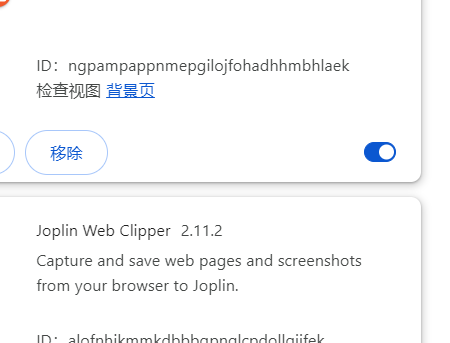 ID：ngpampappnmepgilojfohadhhmbhlaek
检查视图 背景页
移除
Joplin Web Clipper 2.11.2
Capture and save web pages and screenshots
from your browser to Joplin.
ID：alofnhikmmkdbbbgpnglcpdollgjjfek